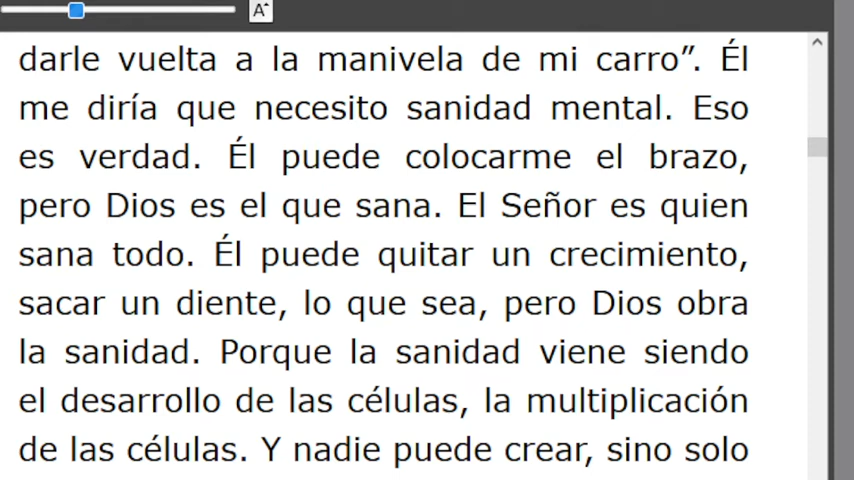 A^
darle vuelta a la manivela de mi carro”. Él
me diría que necesito sanidad mental. Eso
es verdad. Él puede colocarme el brazo,
pero Dios es el que sana. El Señor es quien
sana todo. Él puede quitar un crecimiento,
sacar un diente, lo que sea, pero Dios obra
la sanidad. Porque la sanidad viene siendo
el desarrollo de las células, la multiplicación
de las células. Y nadie puede crear, sino solo